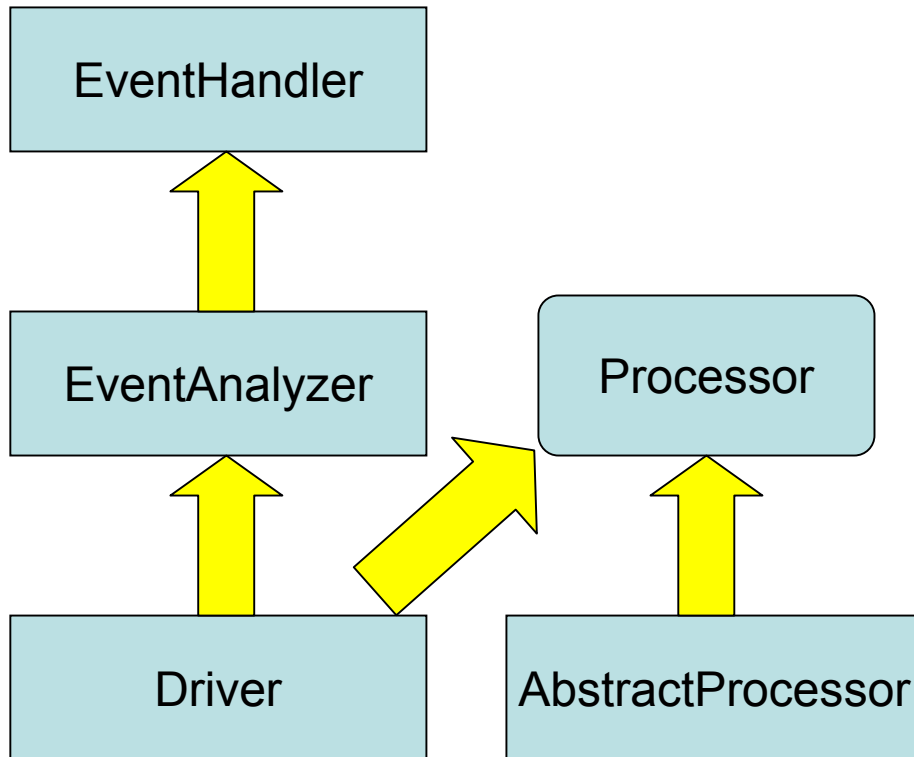 EventHandler
EventAnalyzer
Processor
Driver
AbstractProcessor